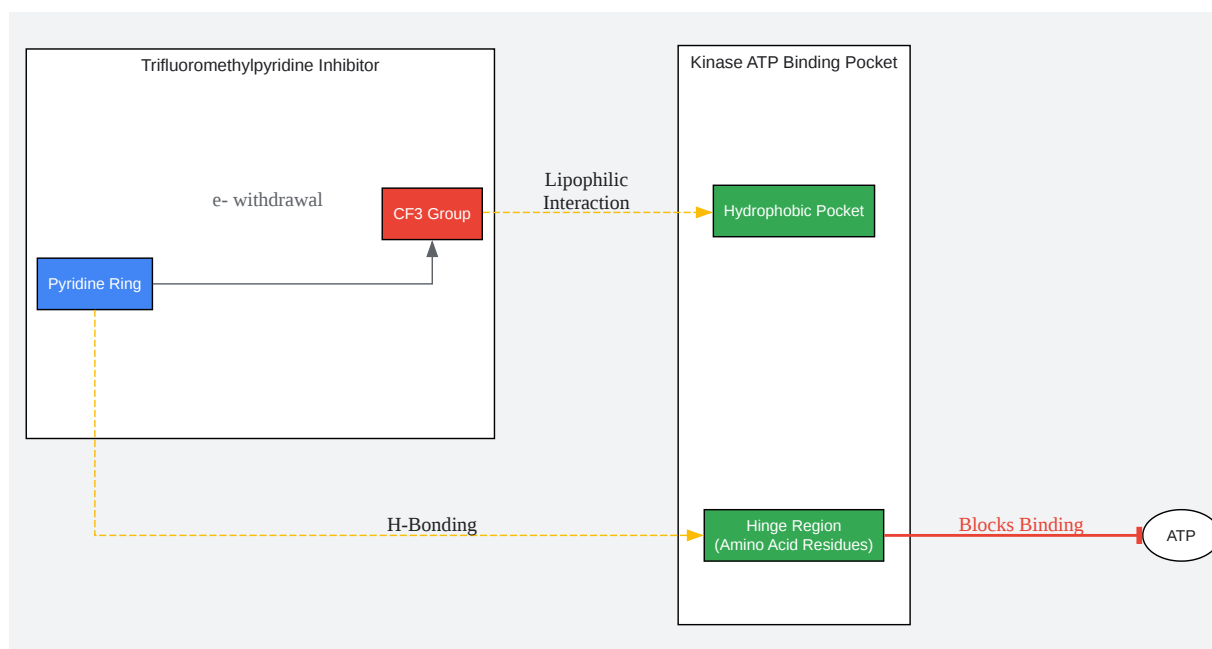 Trifluoromethylpyridine Inhibitor
Kinase ATP Binding Pocket
Lipophilic
Interaction
e- withdrawal
CF3 Group
Hydrophobic Pocket
Pyridine Ring
H-Bonding
Hinge Region
(Amino Acid Residues)
Blocks Binding
ATP